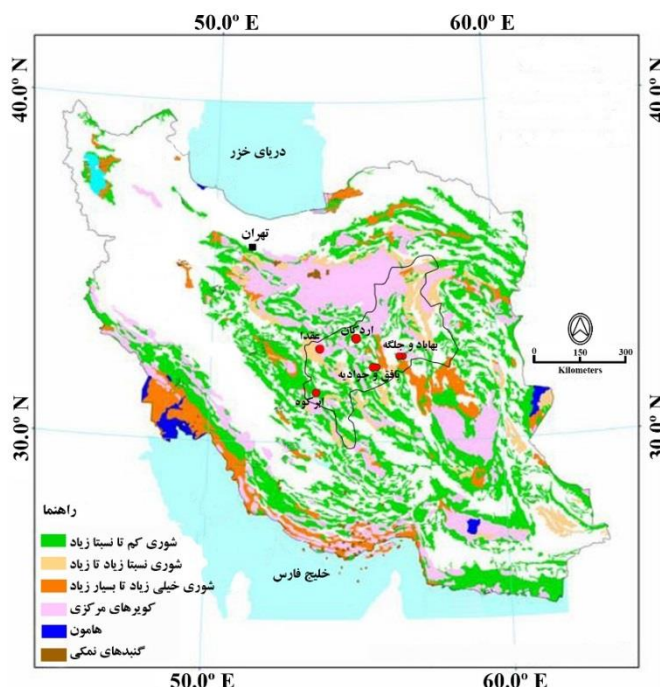 50.0º E
60.0º E
40.0º N
40.0º N
دریای خزر
تهران
اردکان
عقدا
بهاباد و جلگه
بافق و جوادیه
ابرکوه
0 150 300
Kilometers
30.0º N
30.0º N
راهنما
شوری کم تا نسبتا زیاد
شوری نسبتا زیاد تا زیاد
شوری خیلی زیاد تا بسیار زیاد
کویرهای مرکزی
هامون
گنبدهای نمکی
خلیج فارس
50.0º E
60.0º E